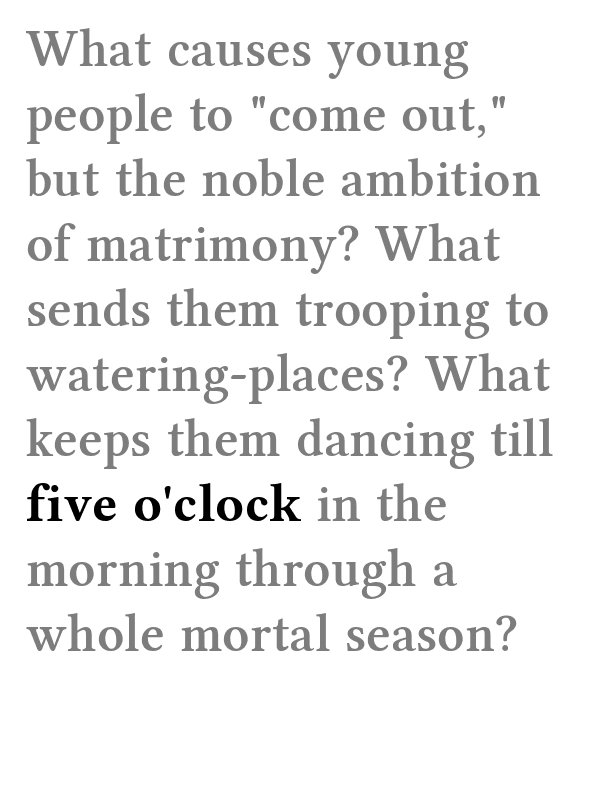 What causes young
people to "come out,"
but the noble ambition
of matrimony? What
sends them trooping to
watering-places? What
keeps them dancing till
five o'clock in the
morning through a
whole mortal season?